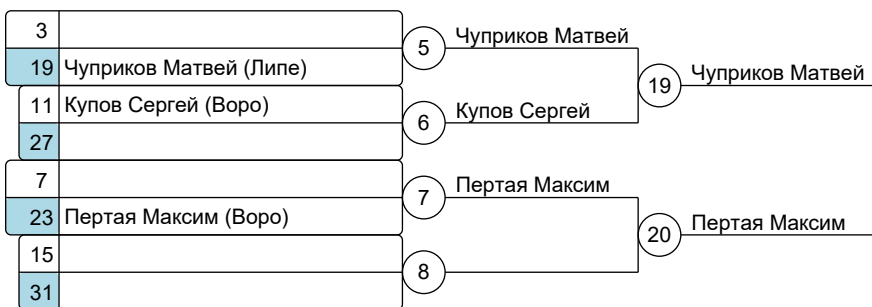 3
19 Чуприков Матвей (Липе)
5 Чуприков Матвей
19 Чуприков Матвей
11 Купов Сергей (Воро)
27
6 Купов Сергей
7
23 Пертая Максим (Воро)
7 Пертая Максим
20 Пертая Максим
15
31
8